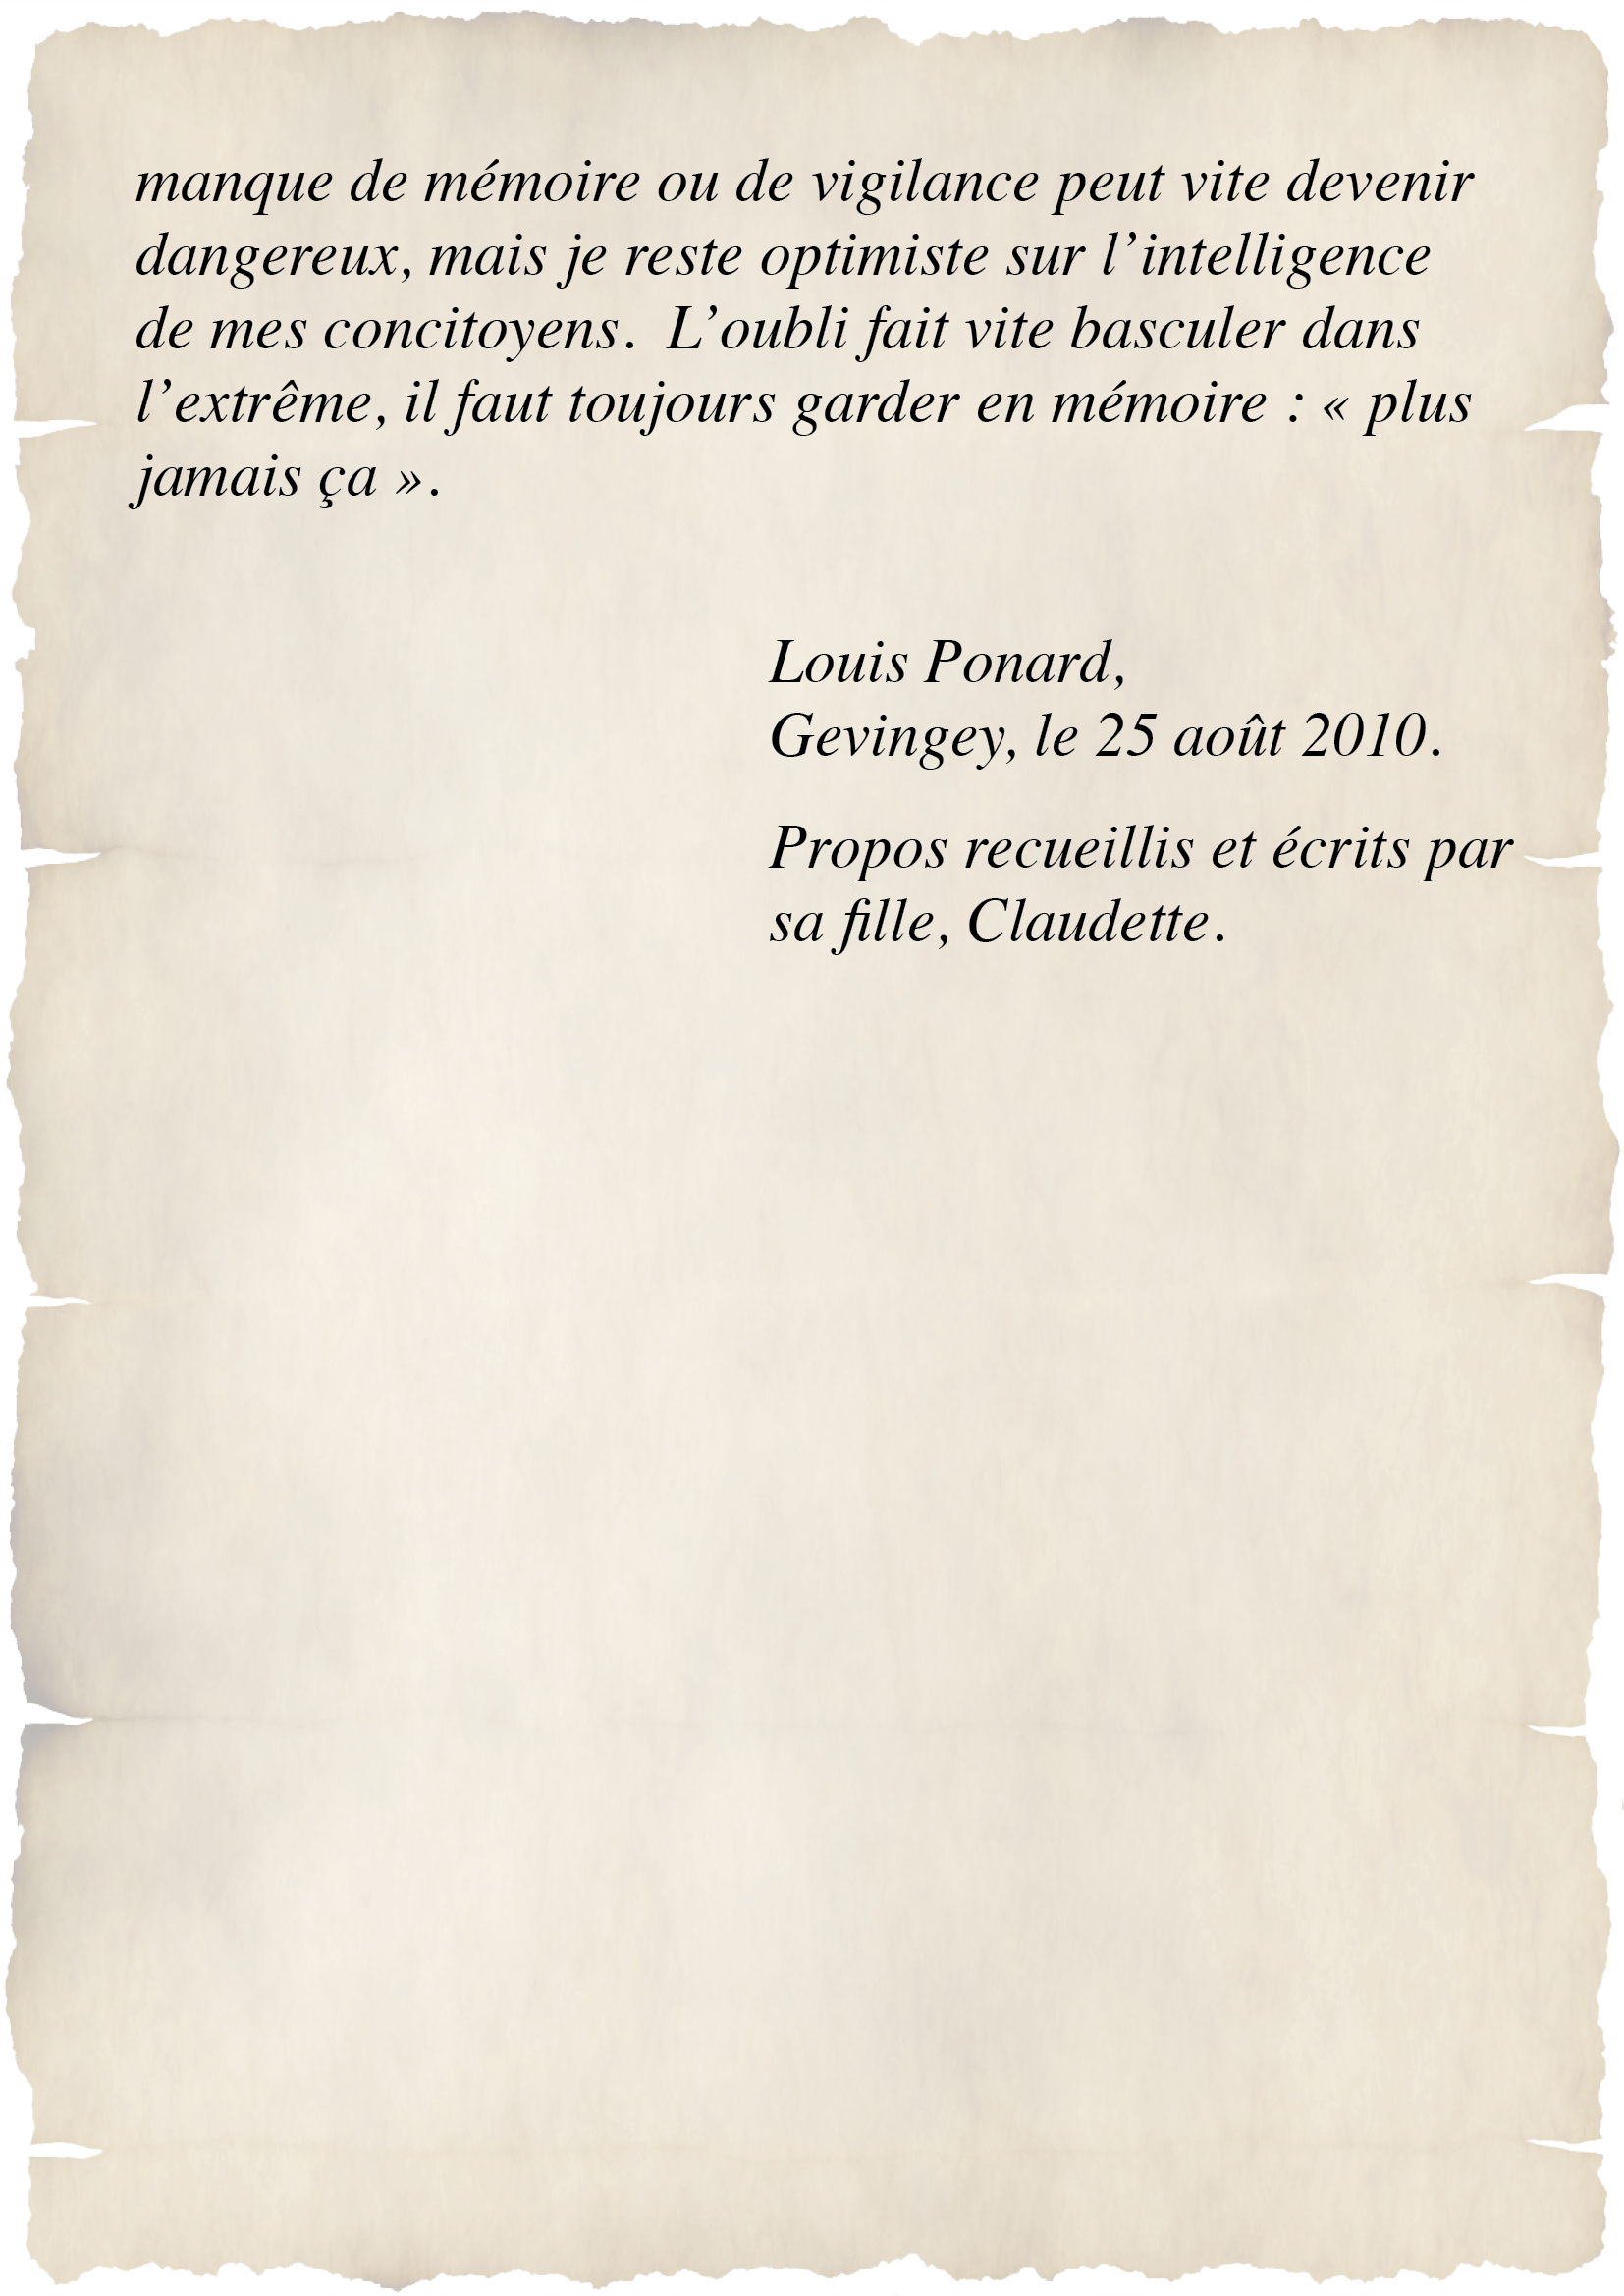 manque de mémoire ou de vigilance peut vite devenir
dangereux, mais je reste optimiste sur l’intelligence
de mes concitoyens.  L’oubli fait vite basculer dans
l’extrême, il faut toujours garder en mémoire : « plus
jamais ça ».
Louis Ponard,
Gevingey, le 25 août 2010.
Propos recueillis et écrits par
sa fille, Claudette.